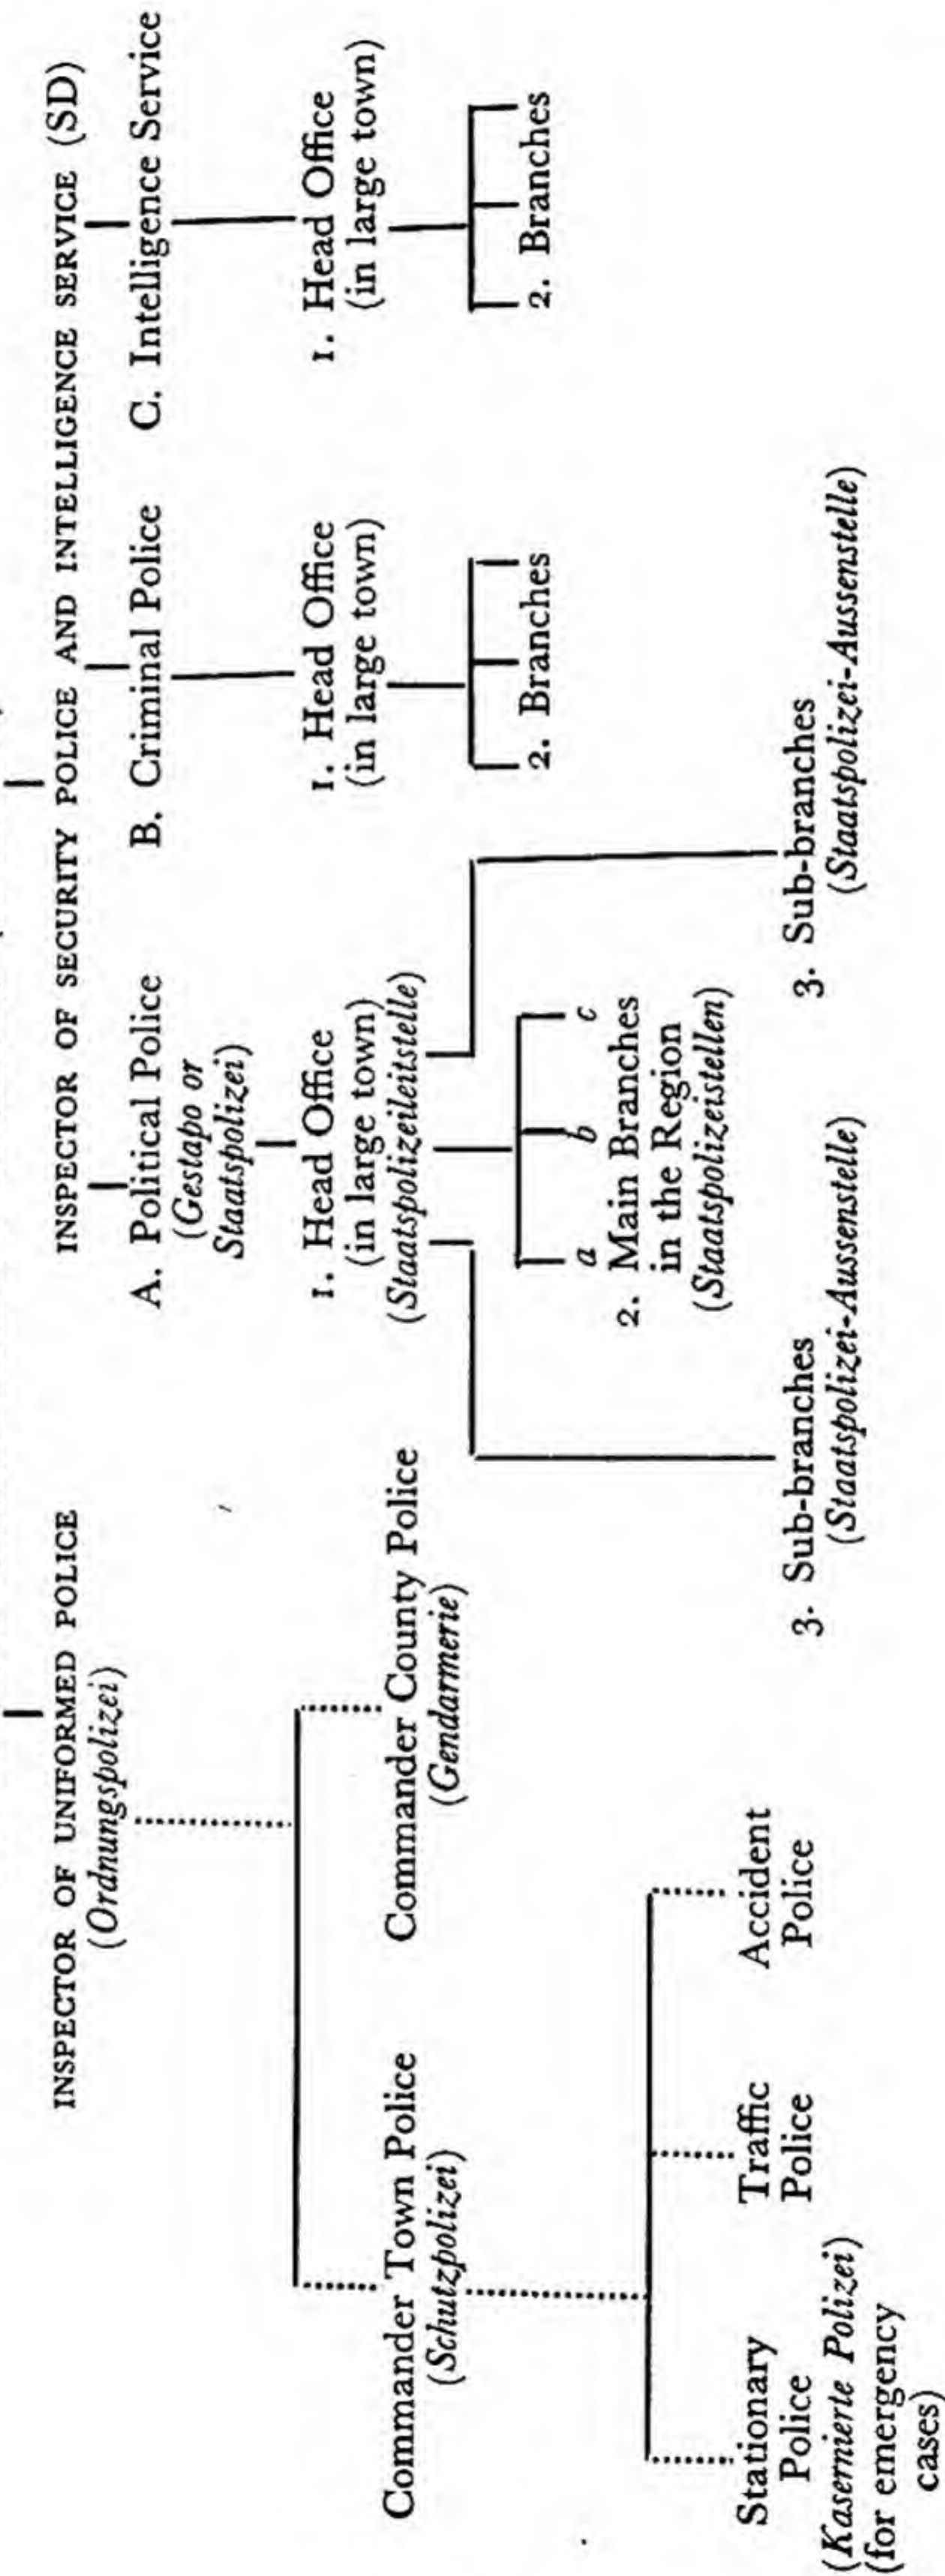 INSPECTOR OF UNIFORMED POLICE
(Ordnungspolizei)
Commander Town Police
(Schutzpolizei)
Commander County Police
(Gendarmerie)
Stationary
Police
(Kasernierte Polizei)
(for emergency
cases)
Traffic
Police
Accident
Police
INSPECTOR OF SECURITY POLICE AND INTELLIGENCE SERVICE (SD)
A. Political Police
(Gestapo or
Staatspolizei)
1. Head Office
(in large town)
(Staatspolizeileitstelle)
a b c
2. Main Branches
in the Region
(Staatspolizeistellen)
3. Sub-branches
(Staatspolizei-Aussenstelle)
3. Sub-branches
(Staatspolizei-Aussenstelle)
B. Criminal Police
1. Head Office
(in large town)
2. Branches
C. Intelligence Service
1. Head Office
(in large town)
2. Branches